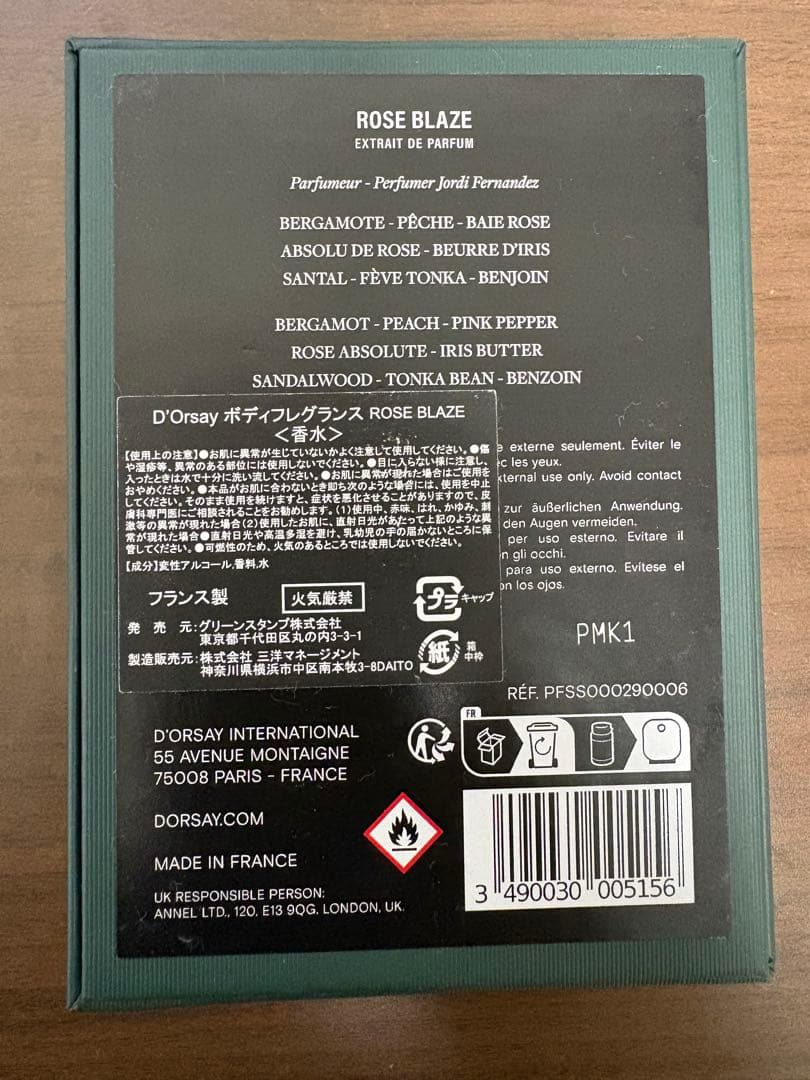 ROSE BLAZE
EXTRAIT DE PARFUM
Parfumeur - Perfumer Jordi Fernandez
BERGAMOTE - PÊCHE - BAIE ROSE
ABSOLU DE ROSE - BEURRE D'IRIS
SANTAL - FÈVE TONKA - BENJOIN
BERGAMOT - PEACH - PINK PEPPER
ROSE ABSOLUTE - IRIS BUTTER
SANDALWOOD - TONKA BEAN - BENZOIN
D'Orsay ボディフレグランス ROSE BLAZE
＜香水＞
【使用上の注意】●お肌に異常が生じていないかよく注意して使用してください。●傷
や湿疹等、異常のある部位には使用しないでください。●目に入らない様に注意し、
入ったときは水で十分に洗い流してください。●お肌に異常が現れた場合はご使用を
おやめください。●本品がお肌に合わないとき即ち次のような場合には、使用を中止
してください。そのまま使用を続けますと、症状を悪化させることがありますので、皮
膚科専門医にご相談されることをお勧めします。(1)使用中、赤味、はれ、かゆみ、刺
激等の異常が現れた場合(2)使用したお肌に、直射日光があたって上記のような異
常が現れた場合●直射日光や高温多湿を避け、乳幼児の手の届かないところに保
管してください。●可燃性のため、火気のあるところでは使用しないでください。
【成分】変性アルコール,香料,水
フランス製
火気厳禁
プラ
キャップ
発 売 元:グリーンスタンプ株式会社
東京都千代田区丸の内3-3-1
製造販売元:株式会社 三洋マネージメント
神奈川県横浜市中区南本牧3-8DAITO
紙
箱
中枠
e externe seulement. Éviter le
c les yeux.
xternal use only. Avoid contact
zur äußerlichen Anwendung.
den Augen vermeiden.
per uso esterno. Evitare il
n gli occhi.
para uso externo. Evítese el
on los ojos.
PMK1
RÉF. PFSS000290006
D'ORSAY INTERNATIONAL
55 AVENUE MONTAIGNE
75008 PARIS - FRANCE
FR
DORSAY.COM
MADE IN FRANCE
UK RESPONSIBLE PERSON:
ANNEL LTD., 120, E13 9QG, LONDON, UK.
3 490030 005156